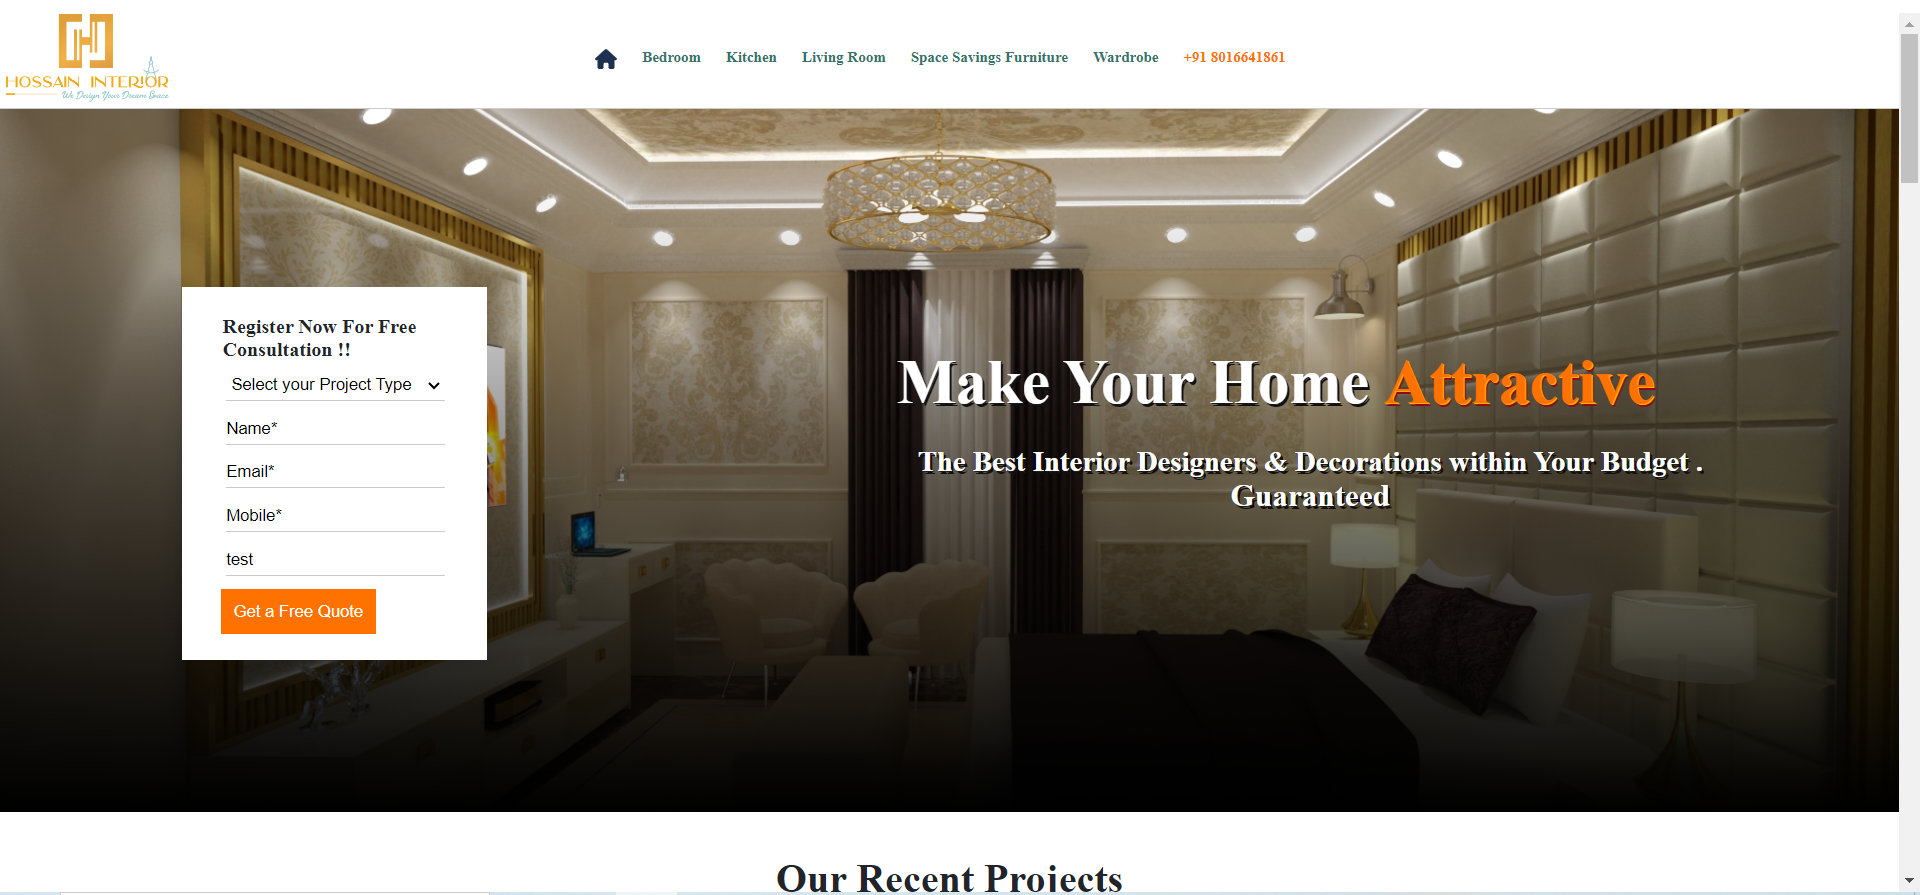 HOSSAIN INTERIOR
We Design Your Dream Space
Bedroom Kitchen Living Room Space Savings Furniture Wardrobe +91 8016641861
Register Now For Free
Consultation !!
Select your Project Type
Name*
Email*
Mobile*
test
Get a Free Quote
Make Your Home Attractive
The Best Interior Designers & Decorations within Your Budget .
Guaranteed
Our Recent Projects